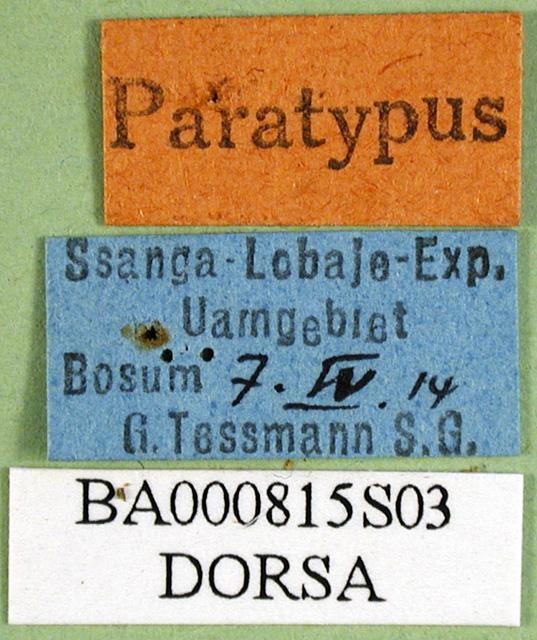 Paratypus
Ssanga-Lobaje-Exp.
Uamgebiet
Bosum 7. IV. 14
G. Tessmann S. G.
BA000815S03
DORSA